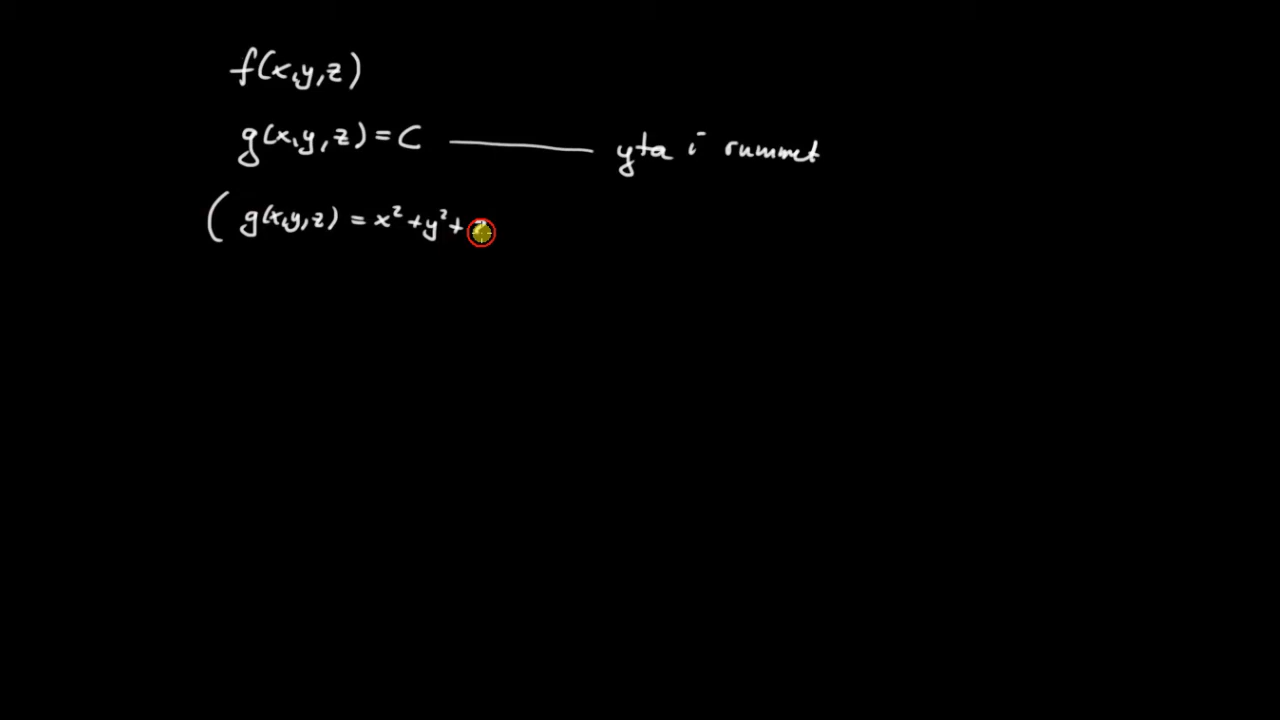 f(x,y,z)
g(x,y,z) = C ——— yta i rummet
( g(x,y,z) = x² + y² +